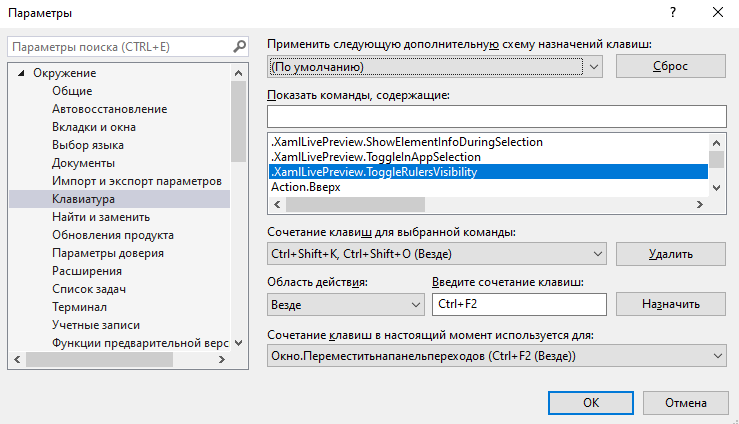 Параметры
Параметры поиска (CTRL+E)
Окружение
Общие
Автовосстановление
Вкладки и окна
Выбор языка
Документы
Импорт и экспорт параметров
Клавиатура
Найти и заменить
Обновления продукта
Параметры доверия
Расширения
Список задач
Терминал
Учетные записи
Функции предварительной верс
Применить следующую дополнительную схему назначений клавиш:
(По умолчанию)
Сброс
Показать команды, содержащие:
.XamlLivePreview.ShowElementInfoDuringSelection
.XamlLivePreview.ToggleInAppSelection
.XamlLivePreview.ToggleRulersVisibility
Action.Вверх
Сочетание клавиш для выбранной команды:
Ctrl+Shift+K, Ctrl+Shift+O (Везде)
Удалить
Область действия:
Введите сочетание клавиш:
Везде
Ctrl+F2
Назначить
Сочетание клавиш в настоящий момент используется для:
Окно.Переместитьнапанельпереходов (Ctrl+F2 (Везде))
OK
Отмена